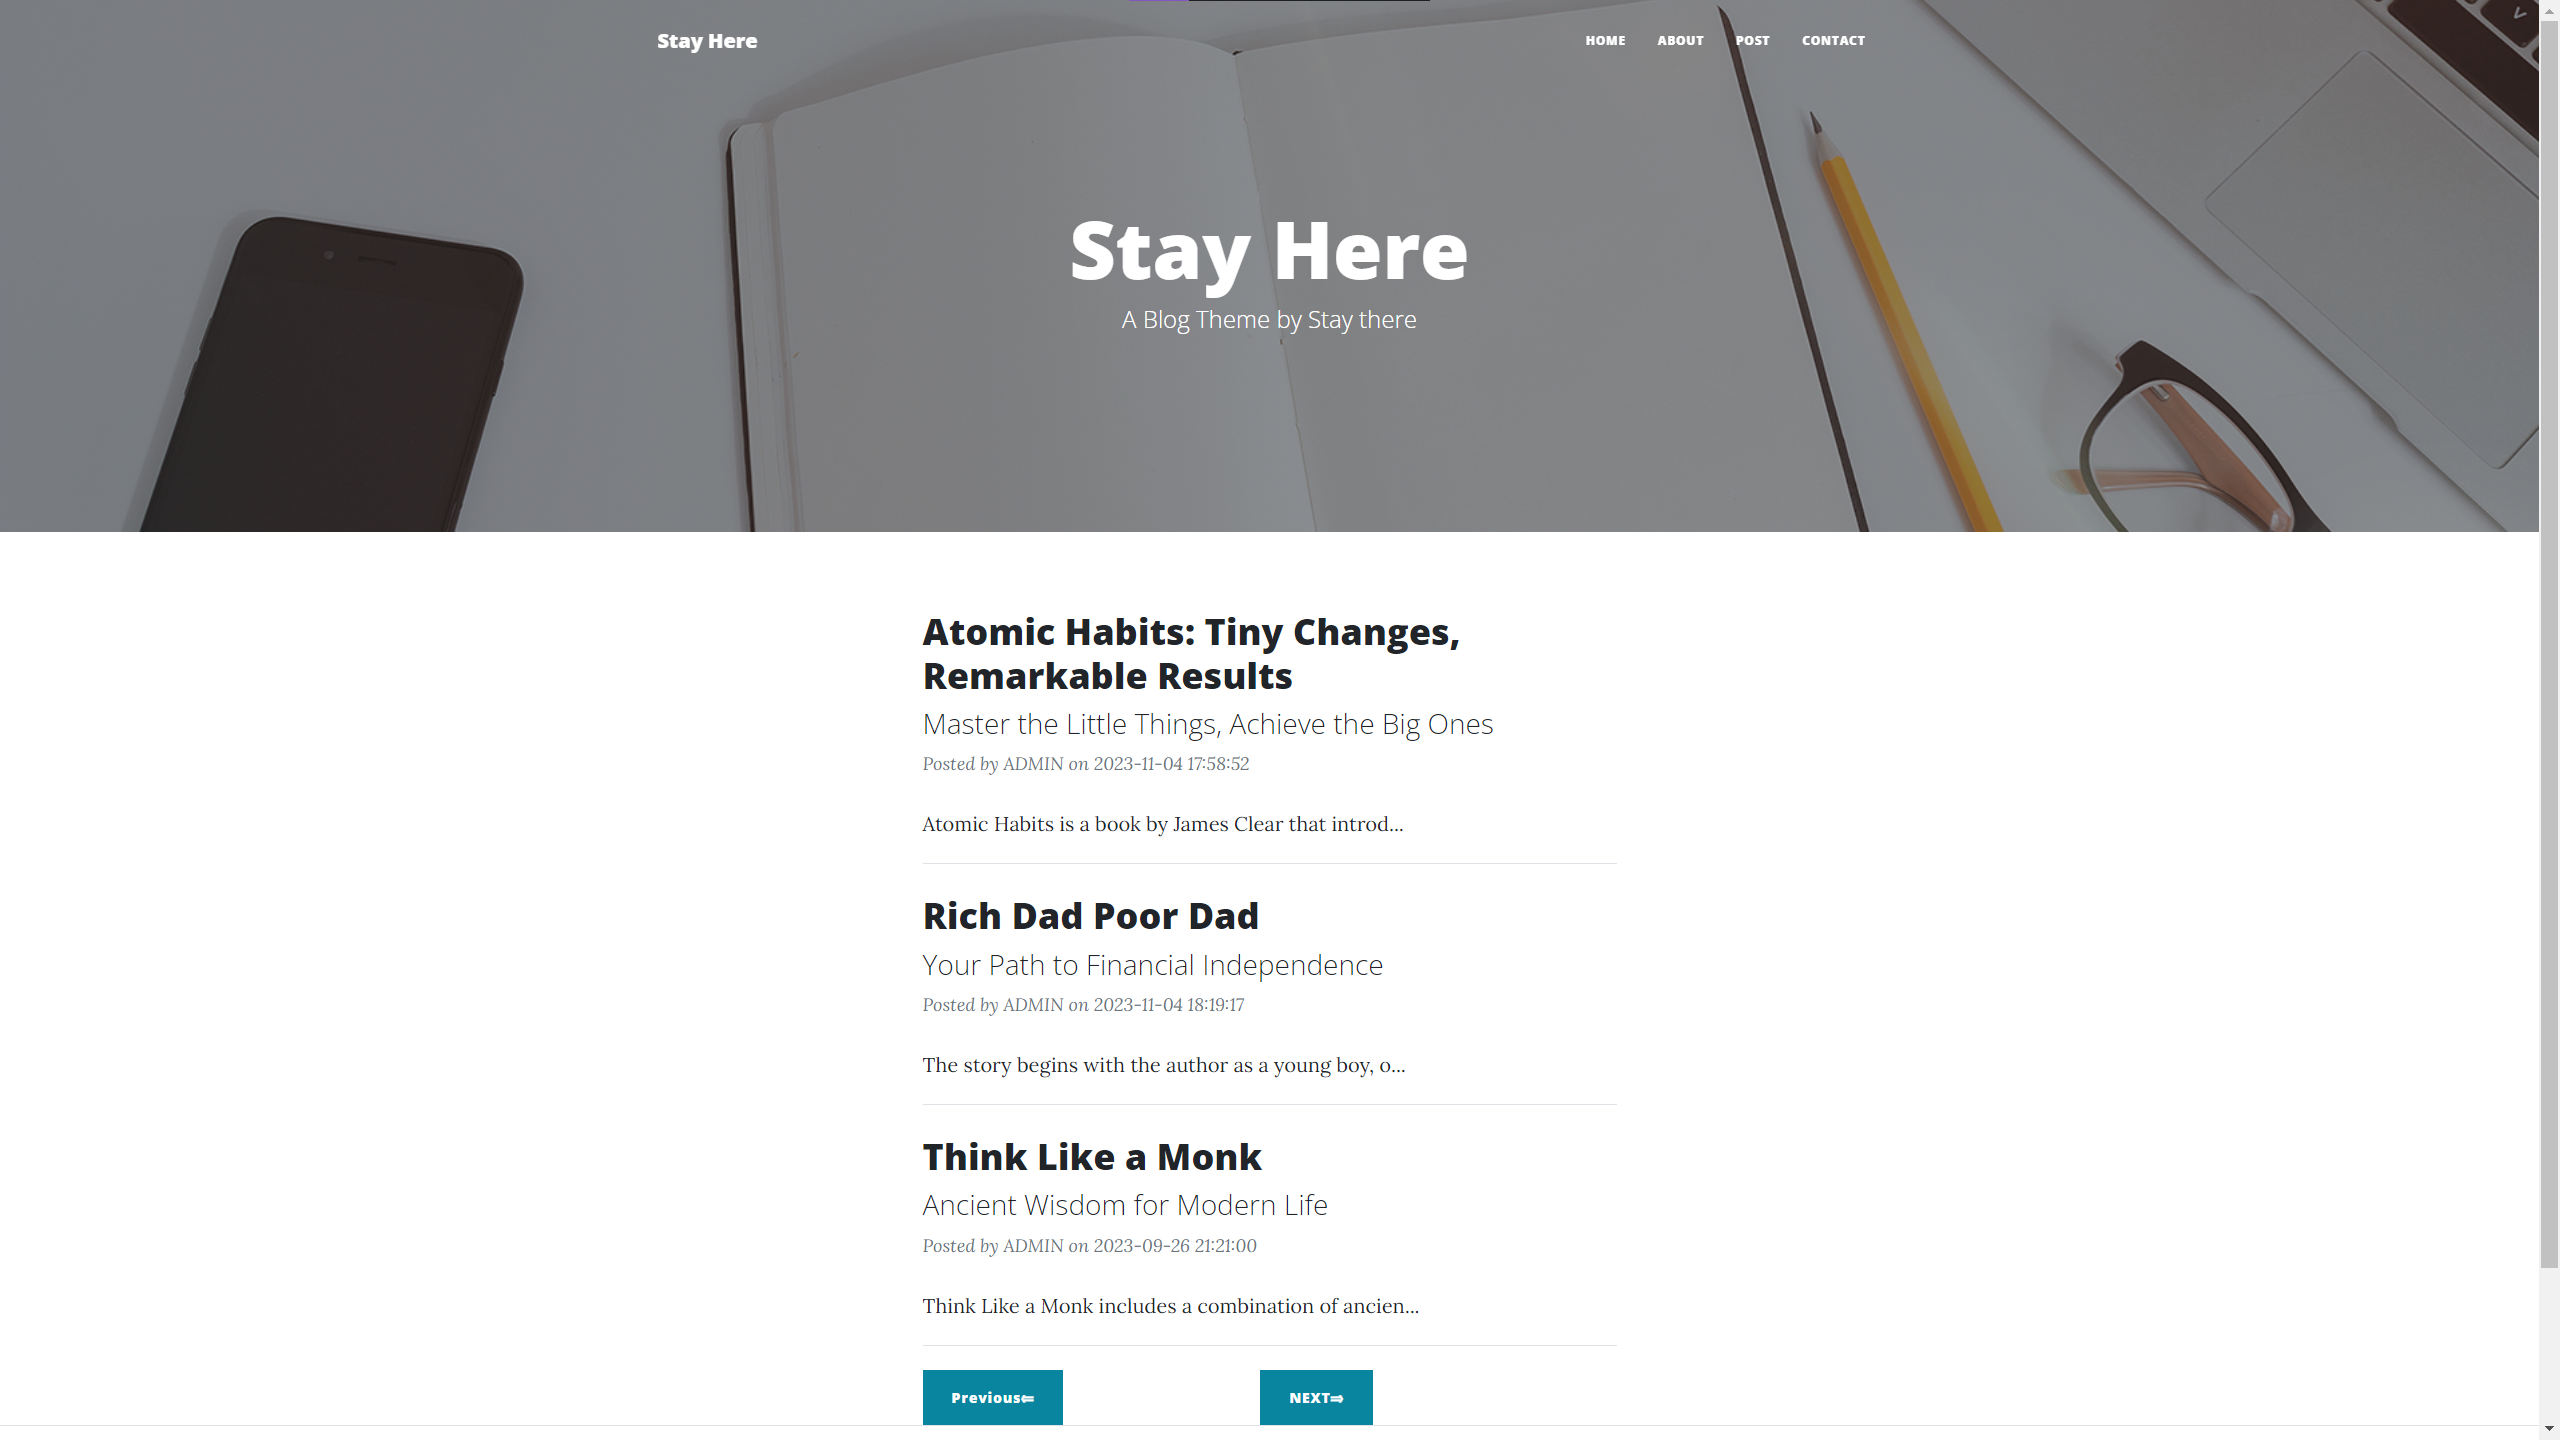 Stay Here
HOME ABOUT POST CONTACT
Stay Here
A Blog Theme by Stay there
Atomic Habits: Tiny Changes,
Remarkable Results
Master the Little Things, Achieve the Big Ones
Posted by ADMIN on 2023-11-04 17:58:52
Atomic Habits is a book by James Clear that introd...
Rich Dad Poor Dad
Your Path to Financial Independence
Posted by ADMIN on 2023-11-04 18:19:17
The story begins with the author as a young boy, o...
Think Like a Monk
Ancient Wisdom for Modern Life
Posted by ADMIN on 2023-09-26 21:21:00
Think Like a Monk includes a combination of ancien...
Previous⇐ NEXT⇒